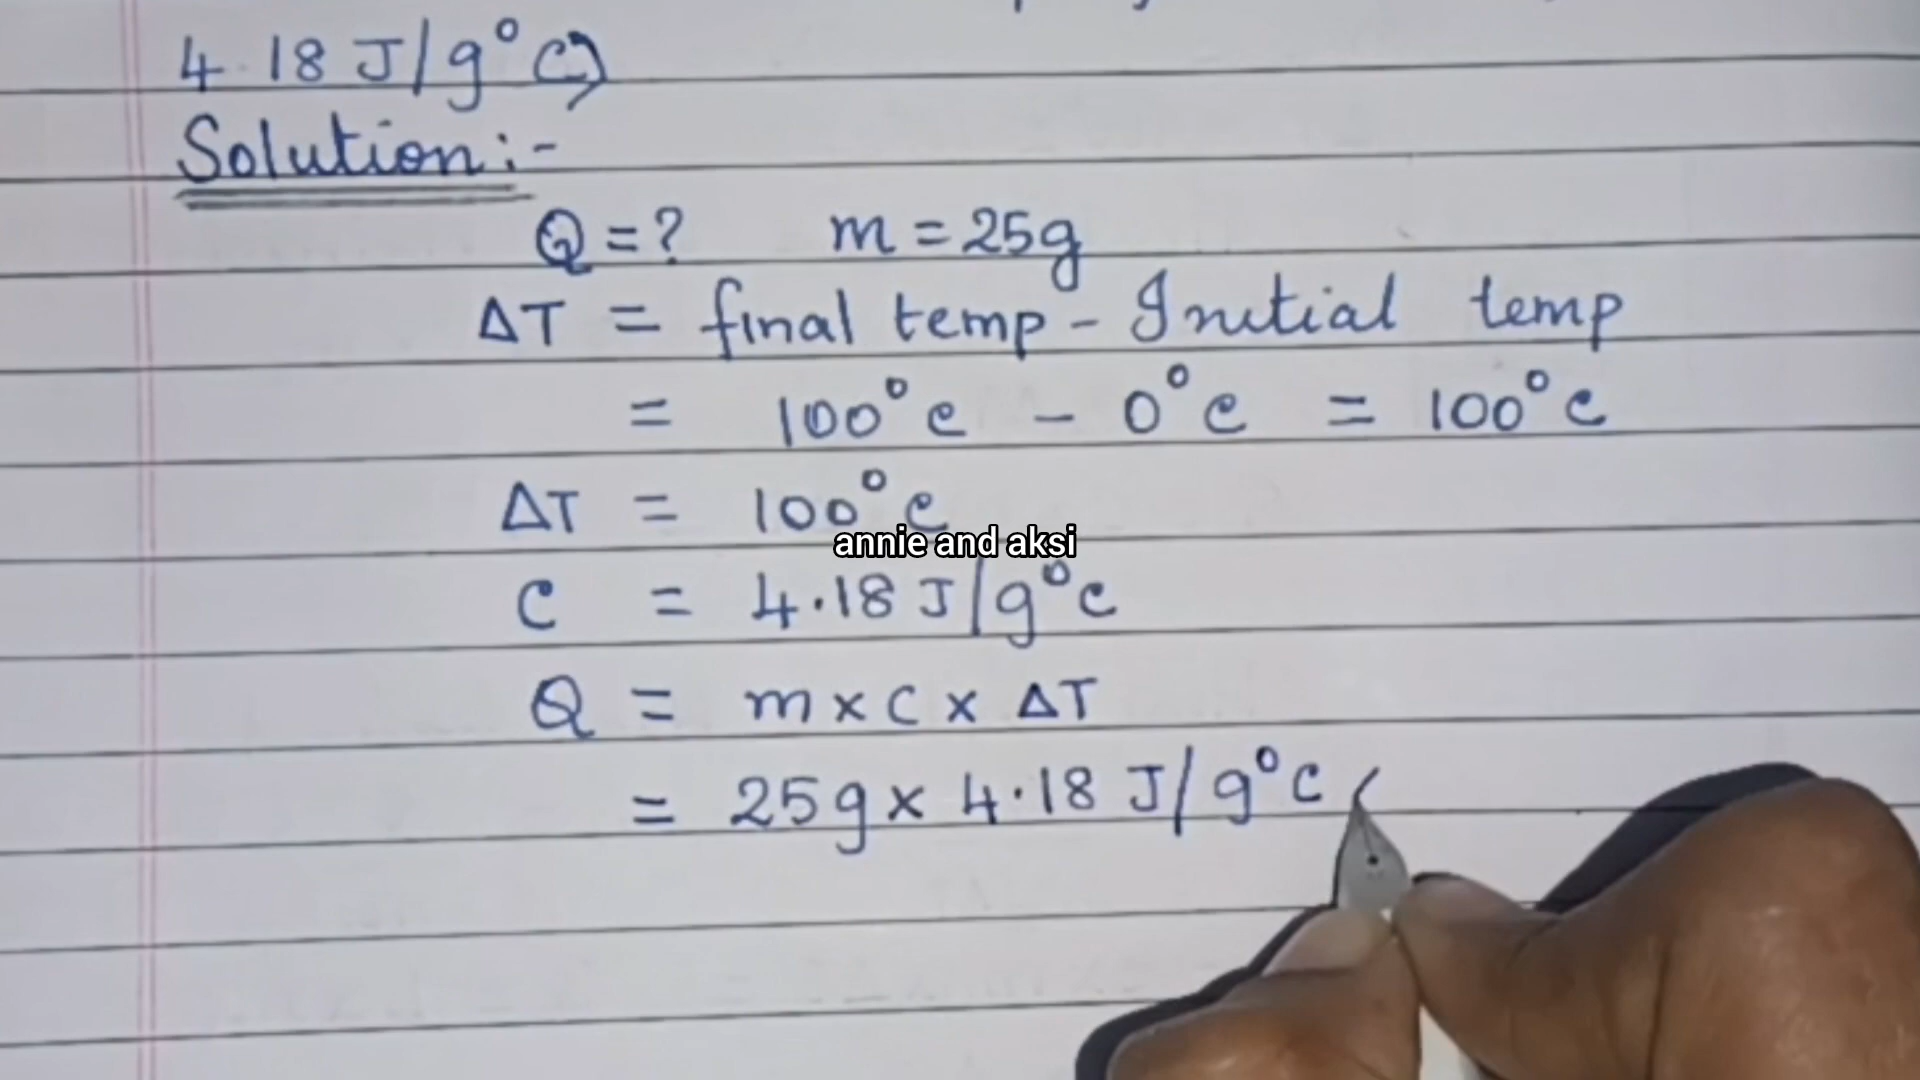 4.18 J/g°C)
Solution:-
Q = ? m = 25g
ΔT = final temp - Initial temp
= 100°C - 0°C = 100°C
ΔT = 100°C
annie and aksi
C = 4.18 J/g°C
Q = m x C x ΔT
= 25g x 4.18 J/g°C